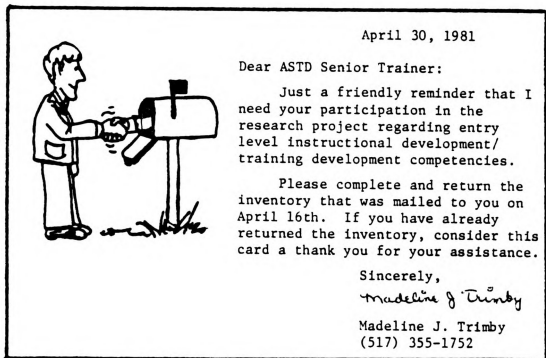 April 30, 1981
Dear ASTD Senior Trainer:
Just a friendly reminder that I
need your participation in the
research project regarding entry
level instructional development/
training development competencies.
Please complete and return the
inventory that was mailed to you on
April 16th. If you have already
returned the inventory, consider this
card a thank you for your assistance.
Sincerely,
Madeline J Trimby
Madeline J. Trimby
(517) 355-1752